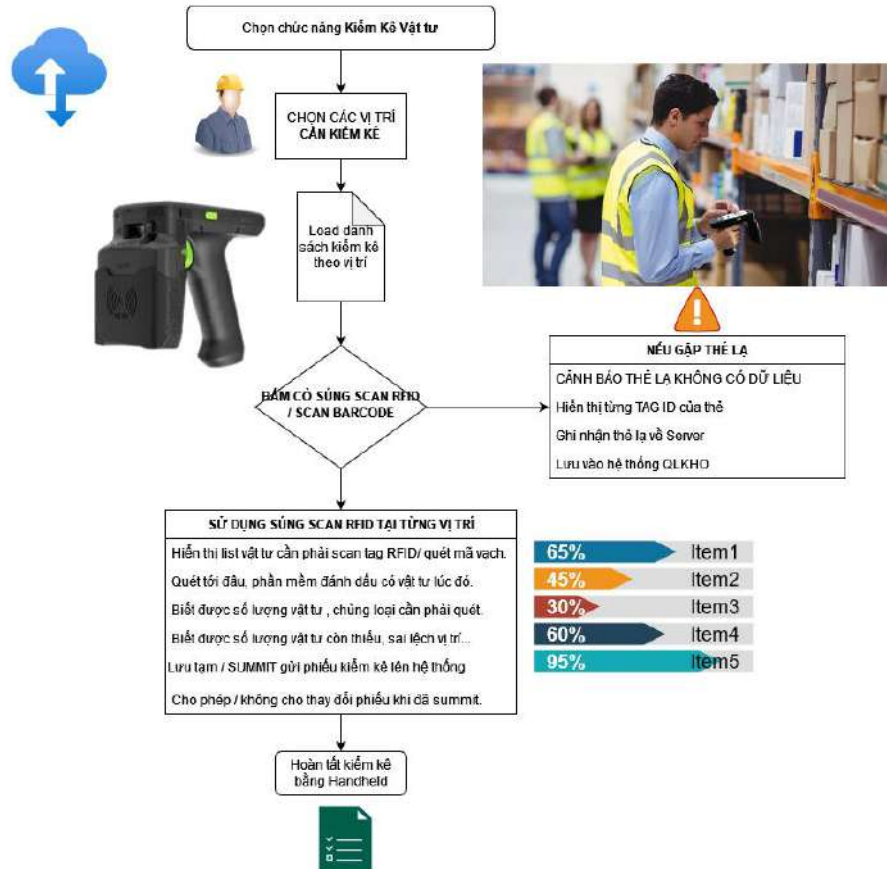 Chọn chức năng Kiểm Kê Vật tư
CHỌN CÁC VỊ TRÍ
CẦN KIỂM KÊ
Load danh
sách kiểm kê
theo vị trí
BẤM CÒ SÚNG SCAN RFID
/ SCAN BARCODE
NẾU GẶP THẺ LẠ
CẢNH BÁO THẺ LẠ KHÔNG CÓ DỮ LIỆU
Hiển thị từng TAG ID của thẻ
Ghi nhận thẻ lạ về Server
Lưu vào hệ thống QLKHO
SỬ DỤNG SÚNG SCAN RFID TẠI TỪNG VỊ TRÍ
Hiển thị list vật tư cần phải scan tag RFID/ quét mã vạch.
Quét tới đâu, phần mềm đánh dấu có vật tư lúc đó.
Biết được số lượng vật tư , chủng loại cần phải quét.
Biết được số lượng vật tư còn thiếu, sai lệch vị trí...
Lưu tạm / SUMMIT gửi phiếu kiểm kê lên hệ thống
Cho phép / không cho thay đổi phiếu khi đã summit.
65% Item1
45% Item2
30% Item3
60% Item4
95% Item5
Hoàn tất kiểm kê
bằng Handheld